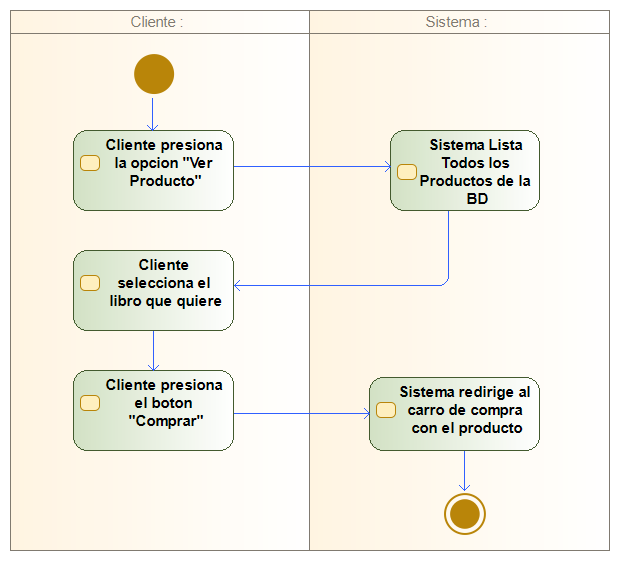 Cliente :
Sistema :
Cliente presiona
la opcion "Ver
Producto"
Sistema Lista
Todos los
Productos de la
BD
Cliente
selecciona el
libro que quiere
Cliente presiona
el boton
"Comprar"
Sistema redirige al
carro de compra
con el producto